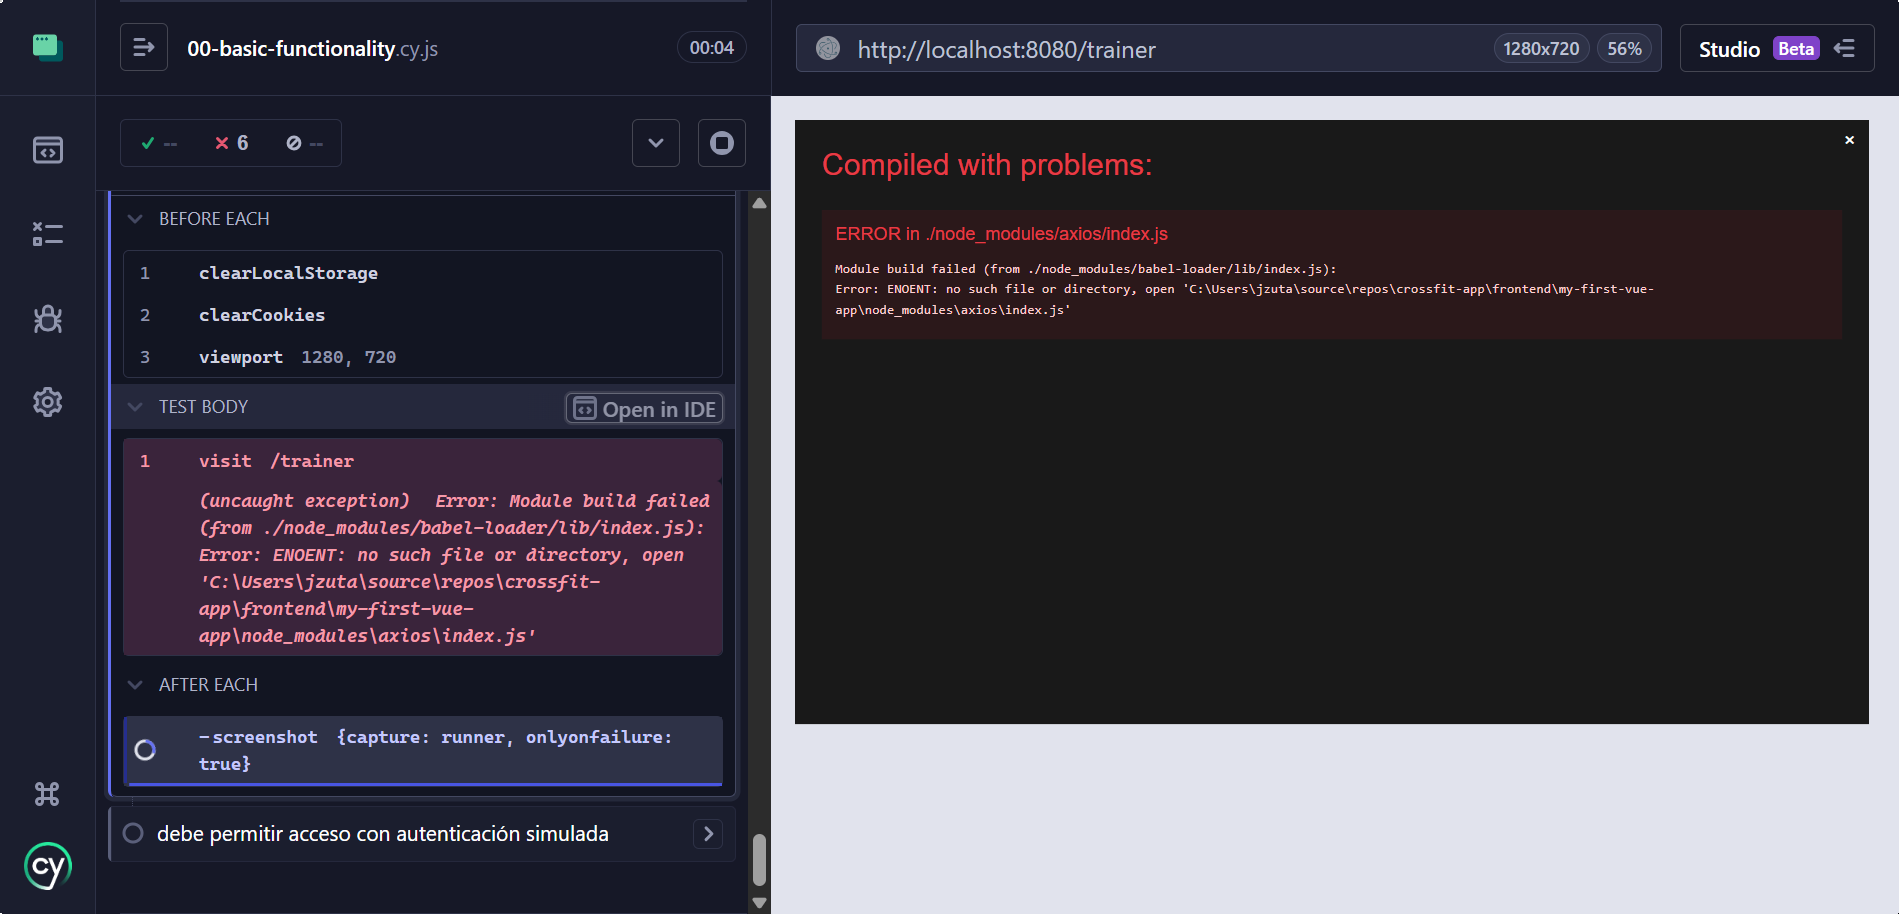 00-basic-functionality.cy.js
00:04
http://localhost:8080/trainer
1280x720
56%
Studio
Beta
--
6
--
BEFORE EACH
1 clearLocalStorage
2 clearCookies
3 viewport 1280, 720
TEST BODY
Open in IDE
1 visit /trainer
(uncaught exception) Error: Module build failed
(from ./node_modules/babel-loader/lib/index.js):
Error: ENOENT: no such file or directory, open
'C:\Users\jzuta\source\repos\crossfit-
app\frontend\my-first-vue-
app\node_modules\axios\index.js'
AFTER EACH
-screenshot {capture: runner, onlyonfailure:
true}
debe permitir acceso con autenticación simulada
cy
Compiled with problems:
×
ERROR in ./node_modules/axios/index.js
Module build failed (from ./node_modules/babel-loader/lib/index.js):
Error: ENOENT: no such file or directory, open 'C:\Users\jzuta\source\repos\crossfit-app\frontend\my-first-vue-
app\node_modules\axios\index.js'